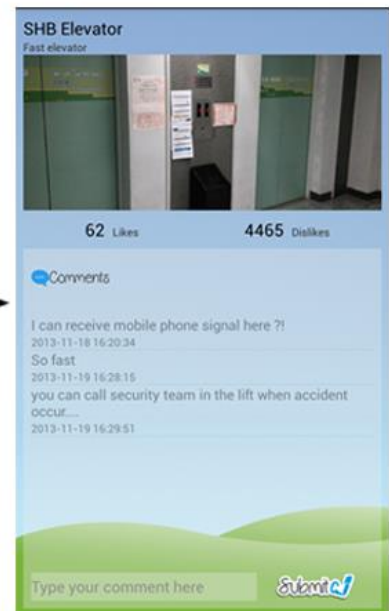 SHB Elevator
Fast elevator
62 Likes 4465 Dislikes
Comments
I can receive mobile phone signal here ?!
2013-11-18 16:20:34
So fast
2013-11-19 16:28:15
you can call security team in the lift when accident
occur....
2013-11-19 16:29:51
Type your comment here Submit